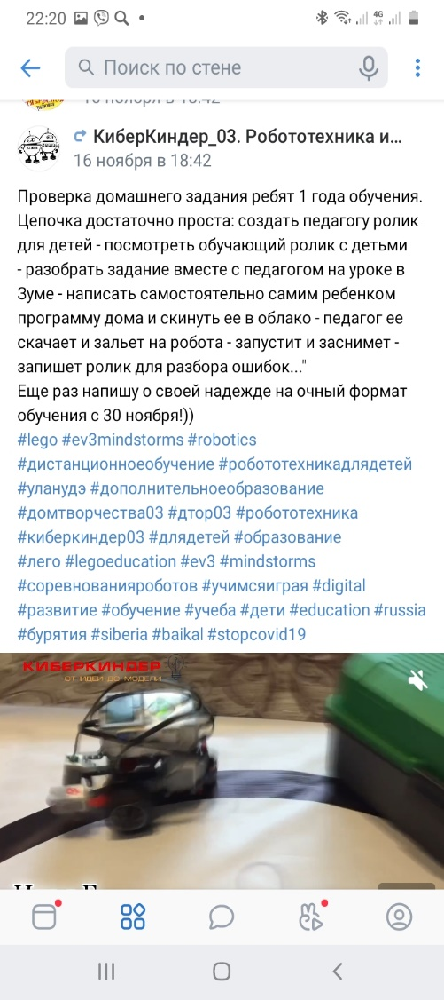 22:20
4G
Поиск по стене
16 ноября в 18:42
КиберКиндер_03. Робототехника и...
16 ноября в 18:42
Проверка домашнего задания ребят 1 года обучения.
Цепочка достаточно проста: создать педагогу ролик
для детей - посмотреть обучающий ролик с детьми
- разобрать задание вместе с педагогом на уроке в
Зуме - написать самостоятельно самим ребенком
программу дома и скинуть ее в облако - педагог ее
скачает и зальет на робота - запустит и заснимет -
запишет ролик для разбора ошибок..."
Еще раз напишу о своей надежде на очный формат
обучения с 30 ноября!))
#lego #ev3mindstorms #robotics
#дистанционноеобучение #робототехникадлядетей
#уланудэ #дополнительноеобразование
#домтворчества03 #дтор03 #робототехника
#киберкиндер03 #длядетей #образование
#лего #legoeducation #ev3 #mindstorms
#соревнованияроботов #учимсяиграя #digital
#развитие #обучение #учеба #дети #education #russia
#бурятия #siberia #baikal #stopcovid19
КИБЕРКИНДЕР
ОТ ИДЕИ ДО МОДЕЛИ